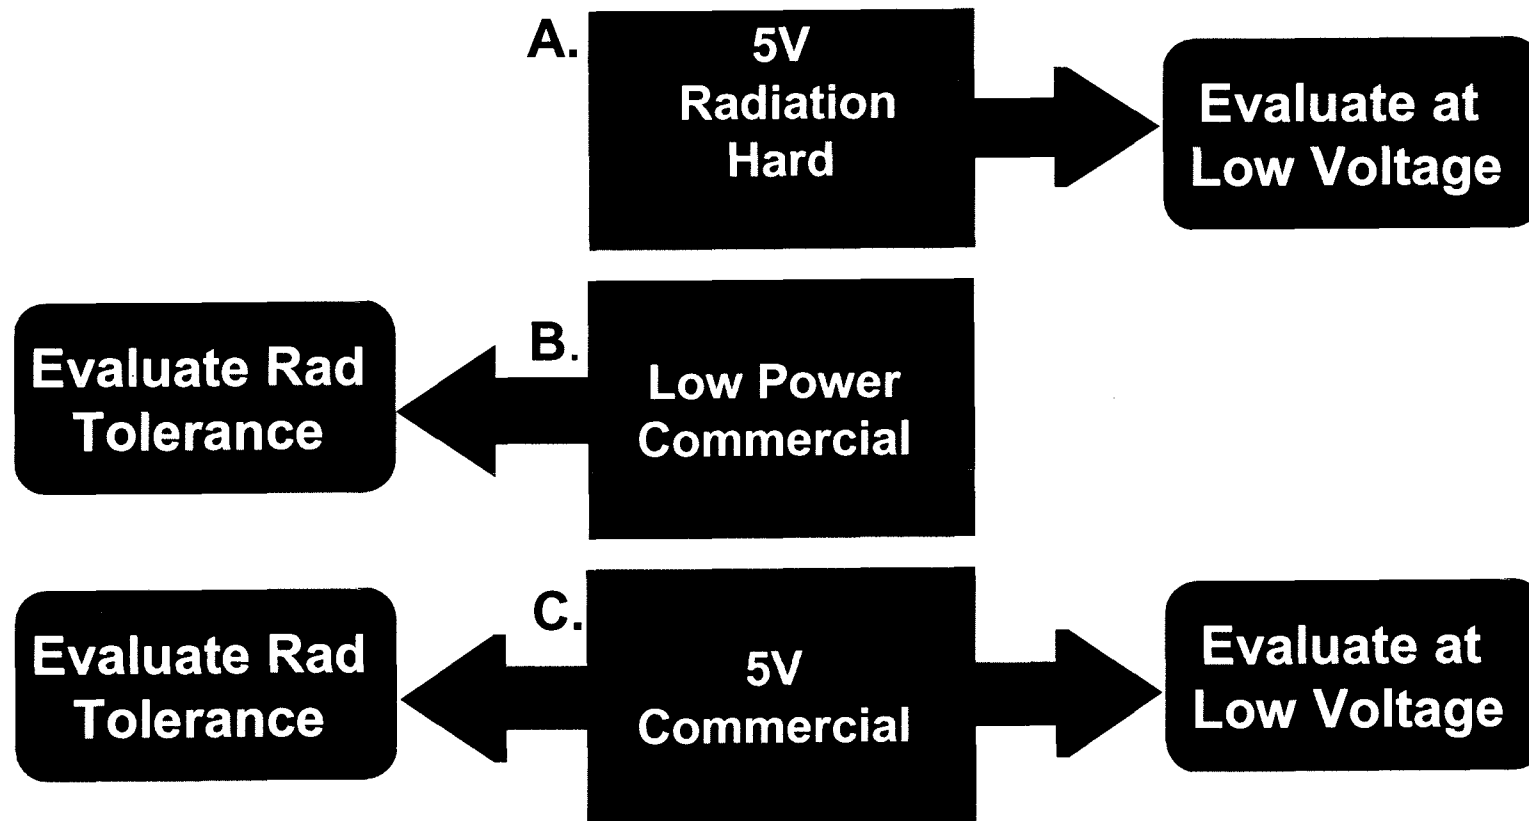 A.
5V
Radiation
Hard
Evaluate at
Low Voltage
Evaluate Rad
Tolerance
B.
Low Power
Commercial
Evaluate Rad
Tolerance
C.
5V
Commercial
Evaluate at
Low Voltage